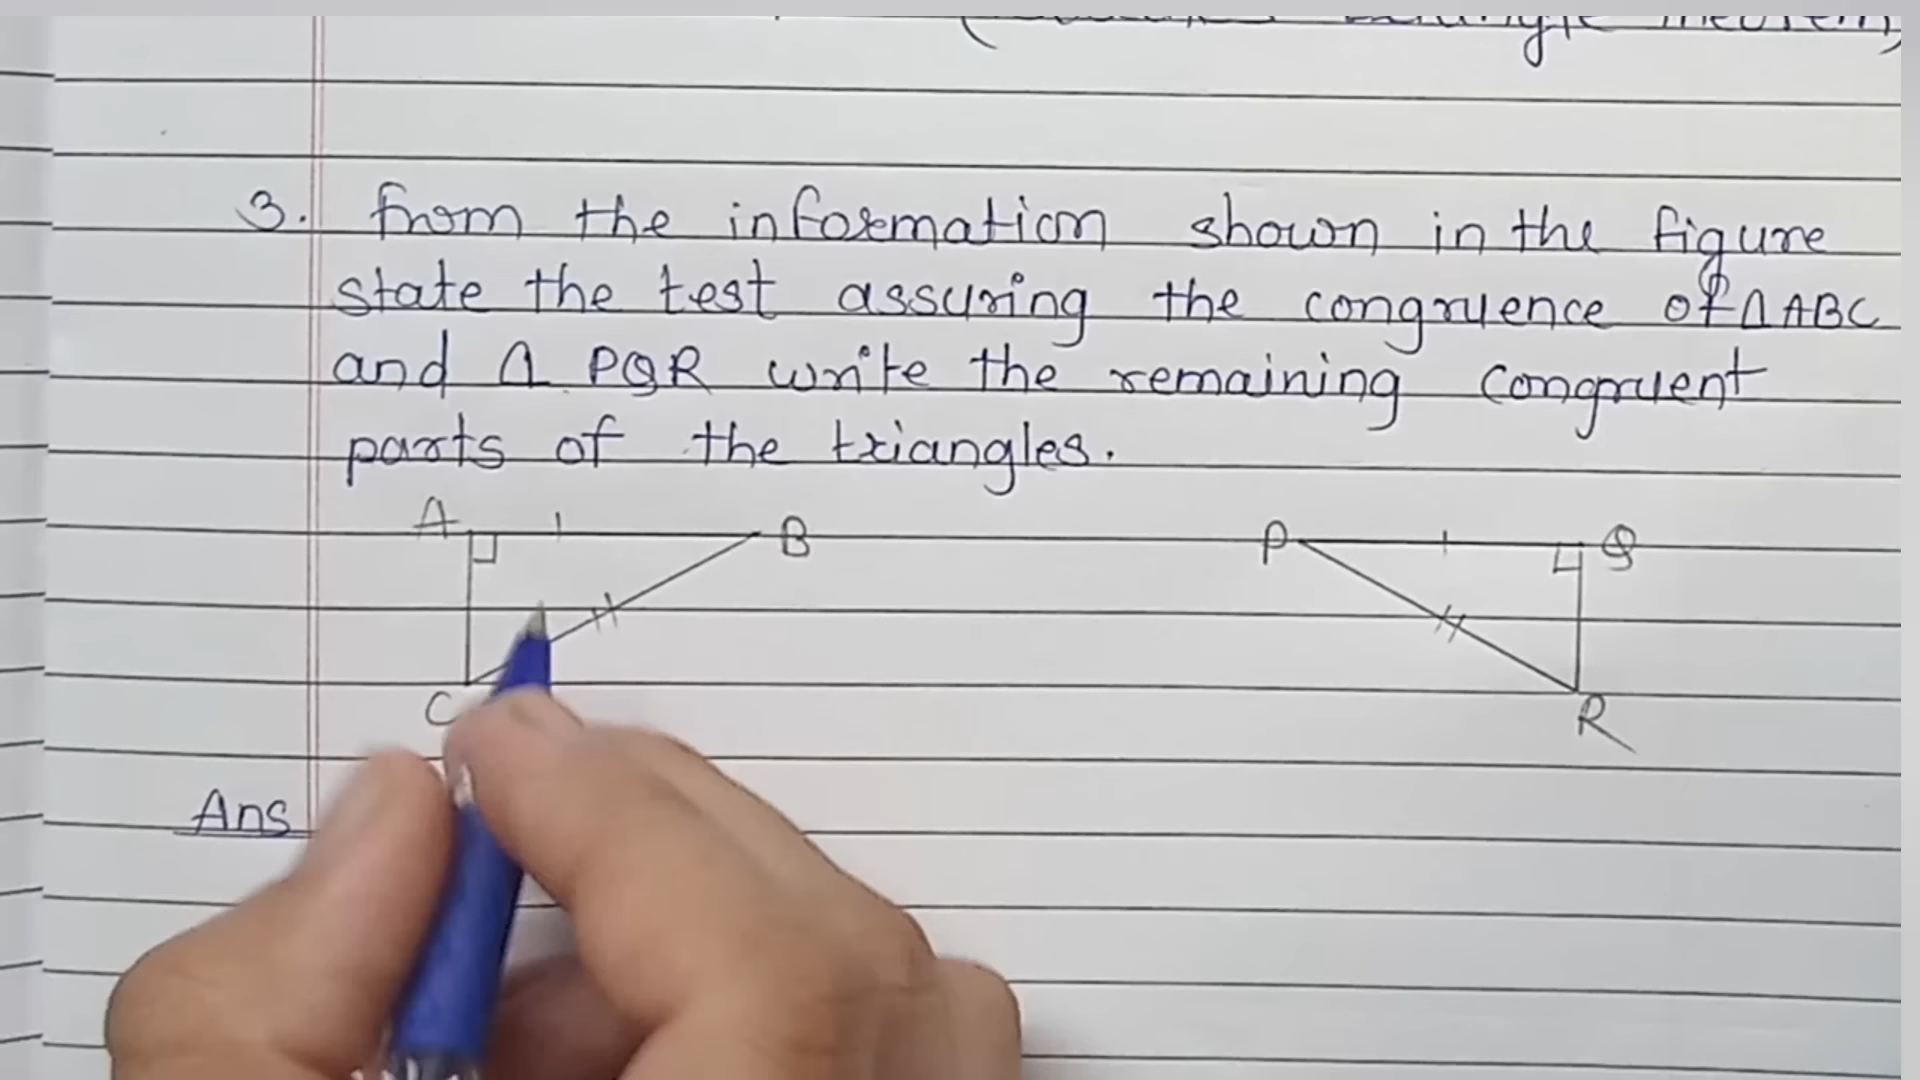 Theorem)
3. From the information shown in the figure
state the test assuring the congruence of Δ ABC
and Δ PQR write the remaining congruent
parts of the triangles.
A B P Q
C R
Ans